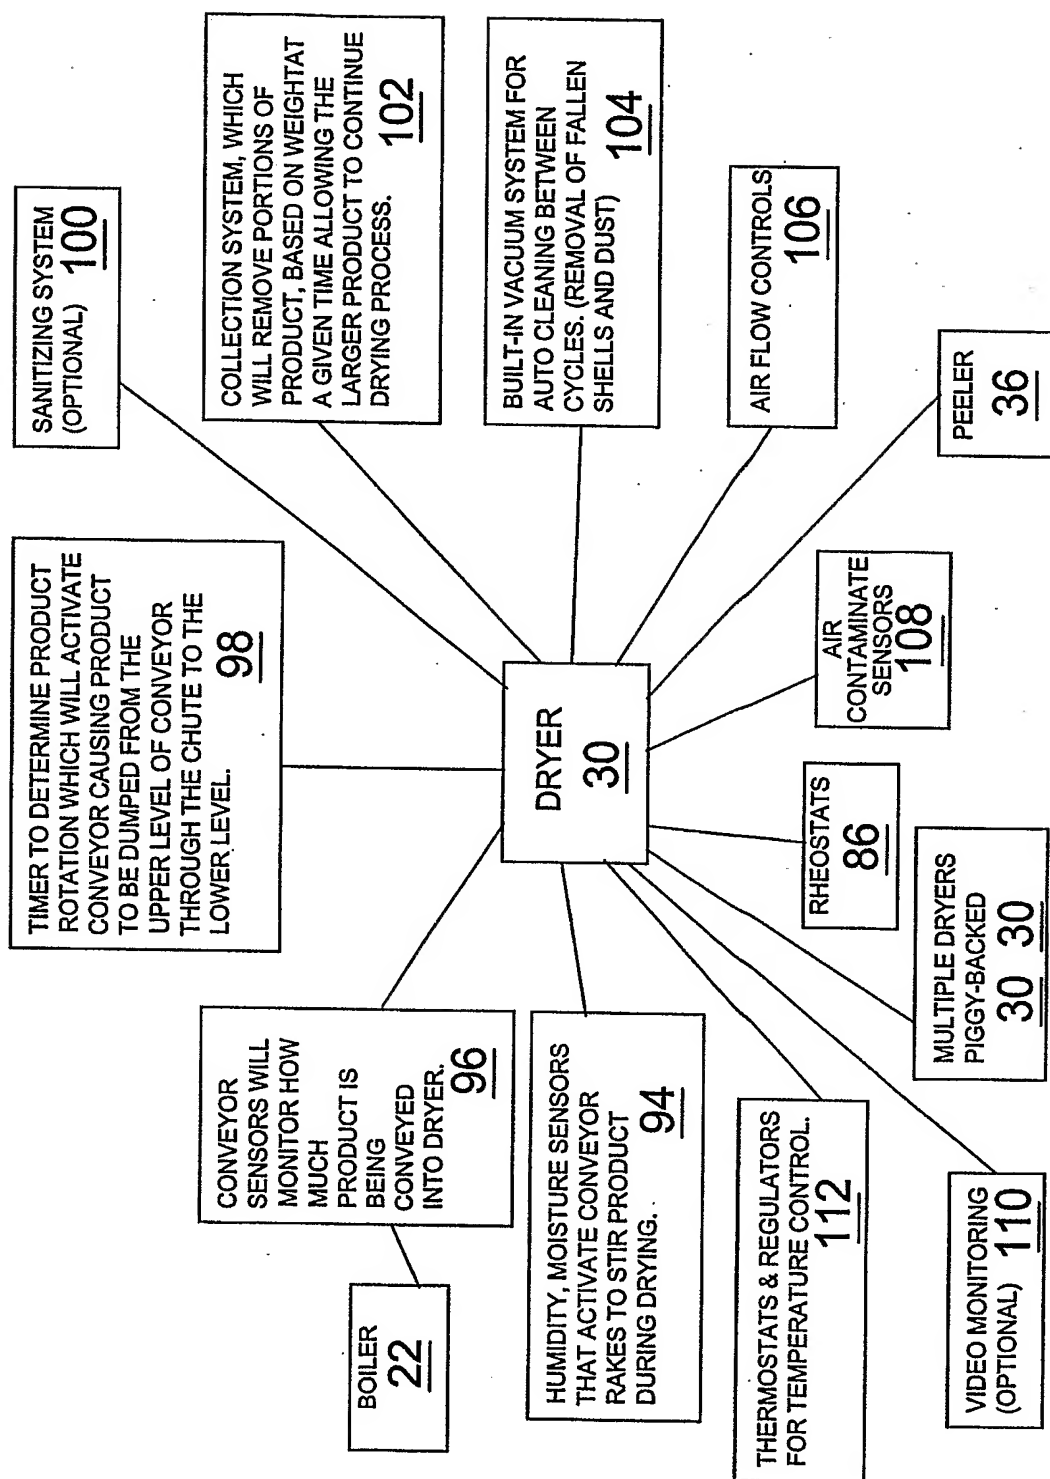 SANITIZING SYSTEM
(OPTIONAL) 100
TIMER TO DETERMINE PRODUCT
ROTATION WHICH WILL ACTIVATE
CONVEYOR CAUSING PRODUCT
TO BE DUMPED FROM THE
UPPER LEVEL OF CONVEYOR
THROUGH THE CHUTE TO THE
LOWER LEVEL. 98
COLLECTION SYSTEM, WHICH
WILL REMOVE PORTIONS OF
PRODUCT, BASED ON WEIGHTAT
A GIVEN TIME ALLOWING THE
LARGER PRODUCT TO CONTINUE
DRYING PROCESS. 102
CONVEYOR
SENSORS WILL
MONITOR HOW
MUCH
PRODUCT IS
BEING
CONVEYED
INTO DRYER. 96
BOILER
22
BUILT-IN VACUUM SYSTEM FOR
AUTO CLEANING BETWEEN
CYCLES. (REMOVAL OF FALLEN
SHELLS AND DUST) 104
DRYER
30
HUMIDITY, MOISTURE SENSORS
THAT ACTIVATE CONVEYOR
RAKES TO STIR PRODUCT
DURING DRYING. 94
AIR FLOW CONTROLS
106
THERMOSTATS & REGULATORS
FOR TEMPERATURE CONTROL.
112
RHEOSTATS
86
AIR
CONTAMINATE
SENSORS
108
PEELER
36
MULTIPLE DRYERS
PIGGY-BACKED
30 30
VIDEO MONITORING
(OPTIONAL) 110